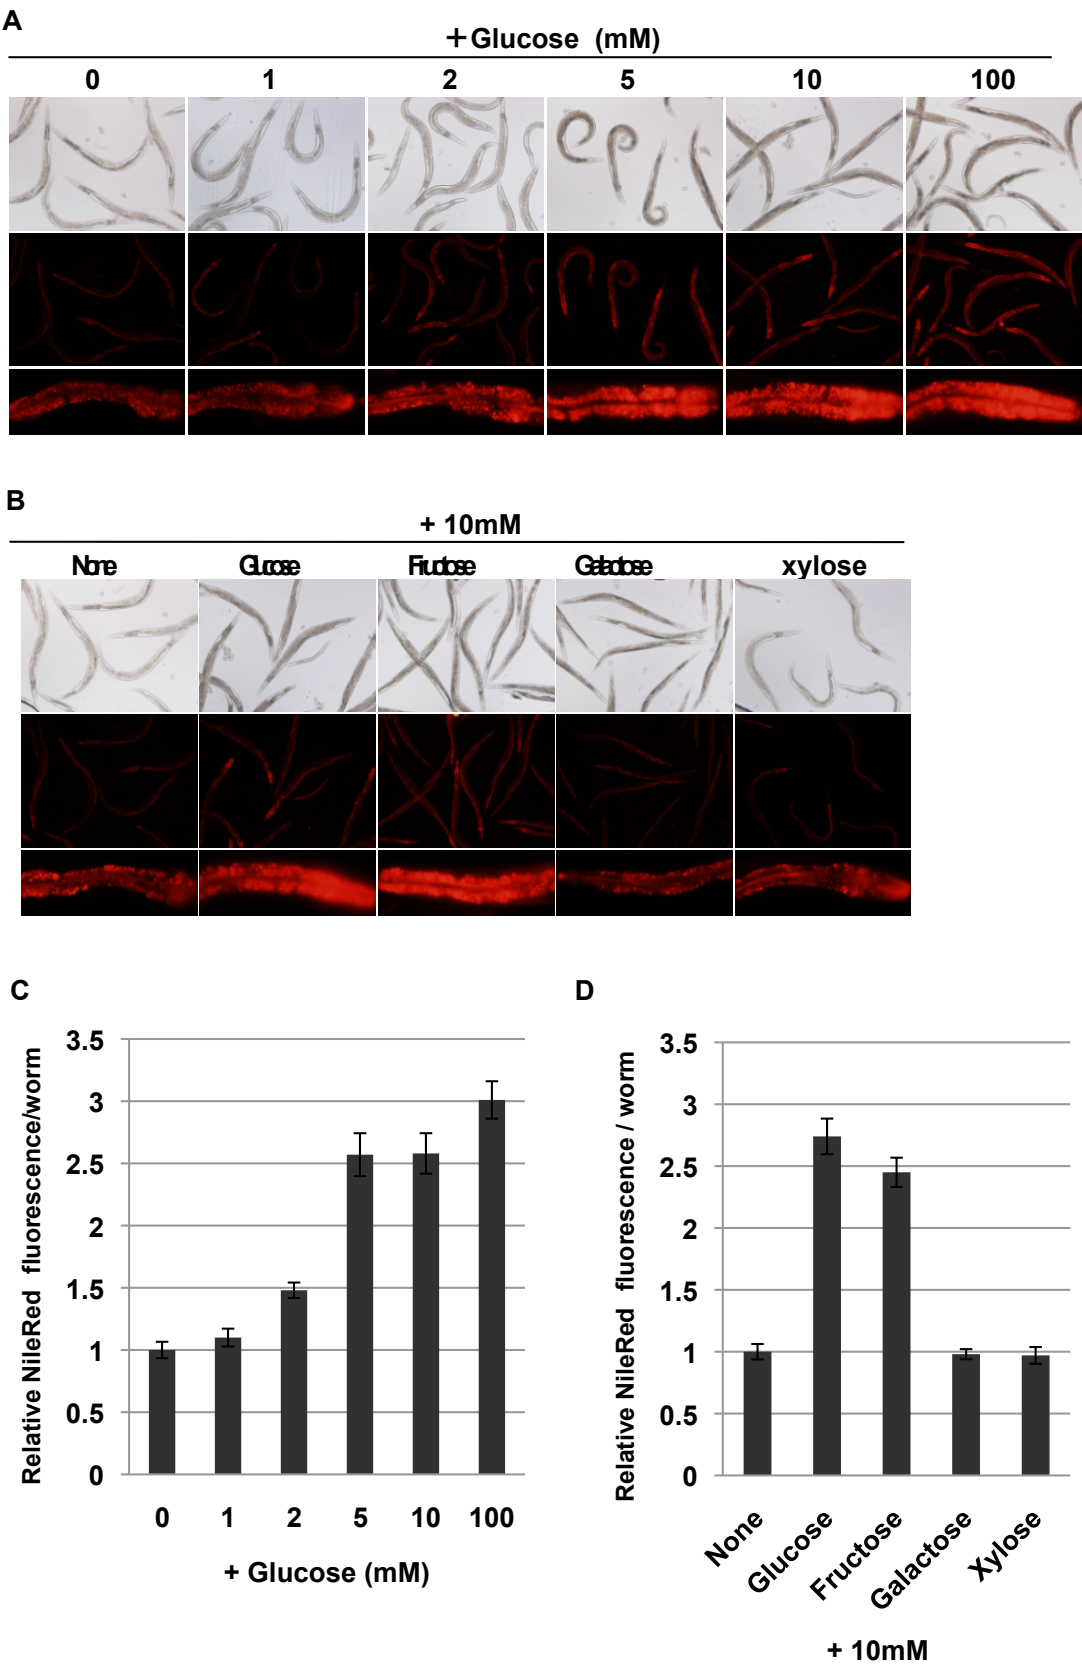 A
+Glucose (mM)
0 1 2 5 10 100
B
+ 10mM
None Glucose Fructose Galactose xylose
C
Relative NileRed fluorescence/worm
3.5
3
2.5
2
1.5
1
0.5
0
0 1 2 5 10 100
+ Glucose (mM)
D
Relative NileRed fluorescence / worm
3.5
3
2.5
2
1.5
1
0.5
0
None Glucose Fructose Galactose Xylose
+ 10mM